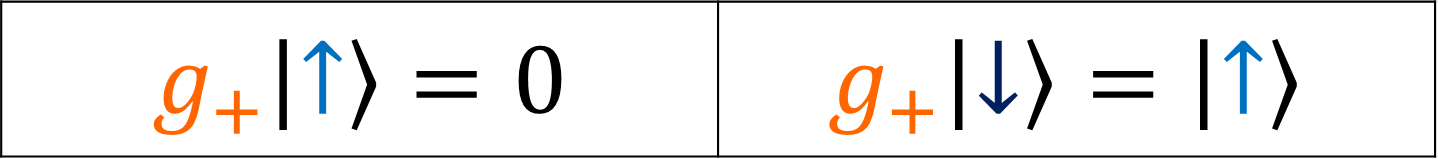 g₊|↑⟩ = 0
g₊|↓⟩ = |↑⟩